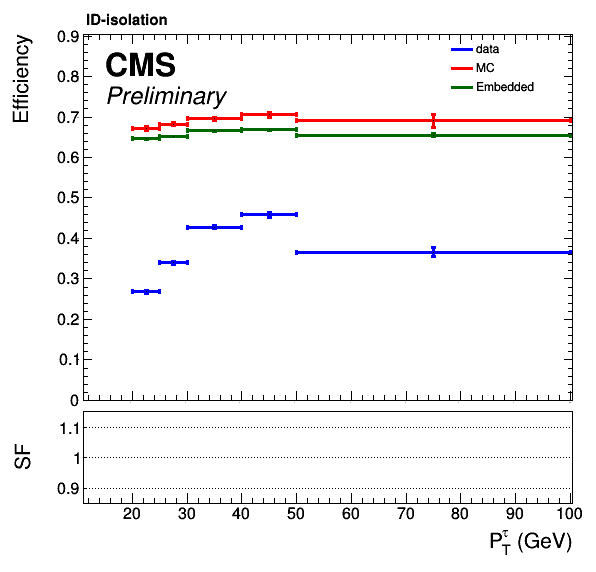 ID-isolation
Efficiency
0.9
0.8
0.7
0.6
0.5
0.4
0.3
0.2
0.1
0
CMS
Preliminary
data
MC
Embedded
SF
1.1
1
0.9
20 30 40 50 60 70 80 90 100
P_T^τ (GeV)